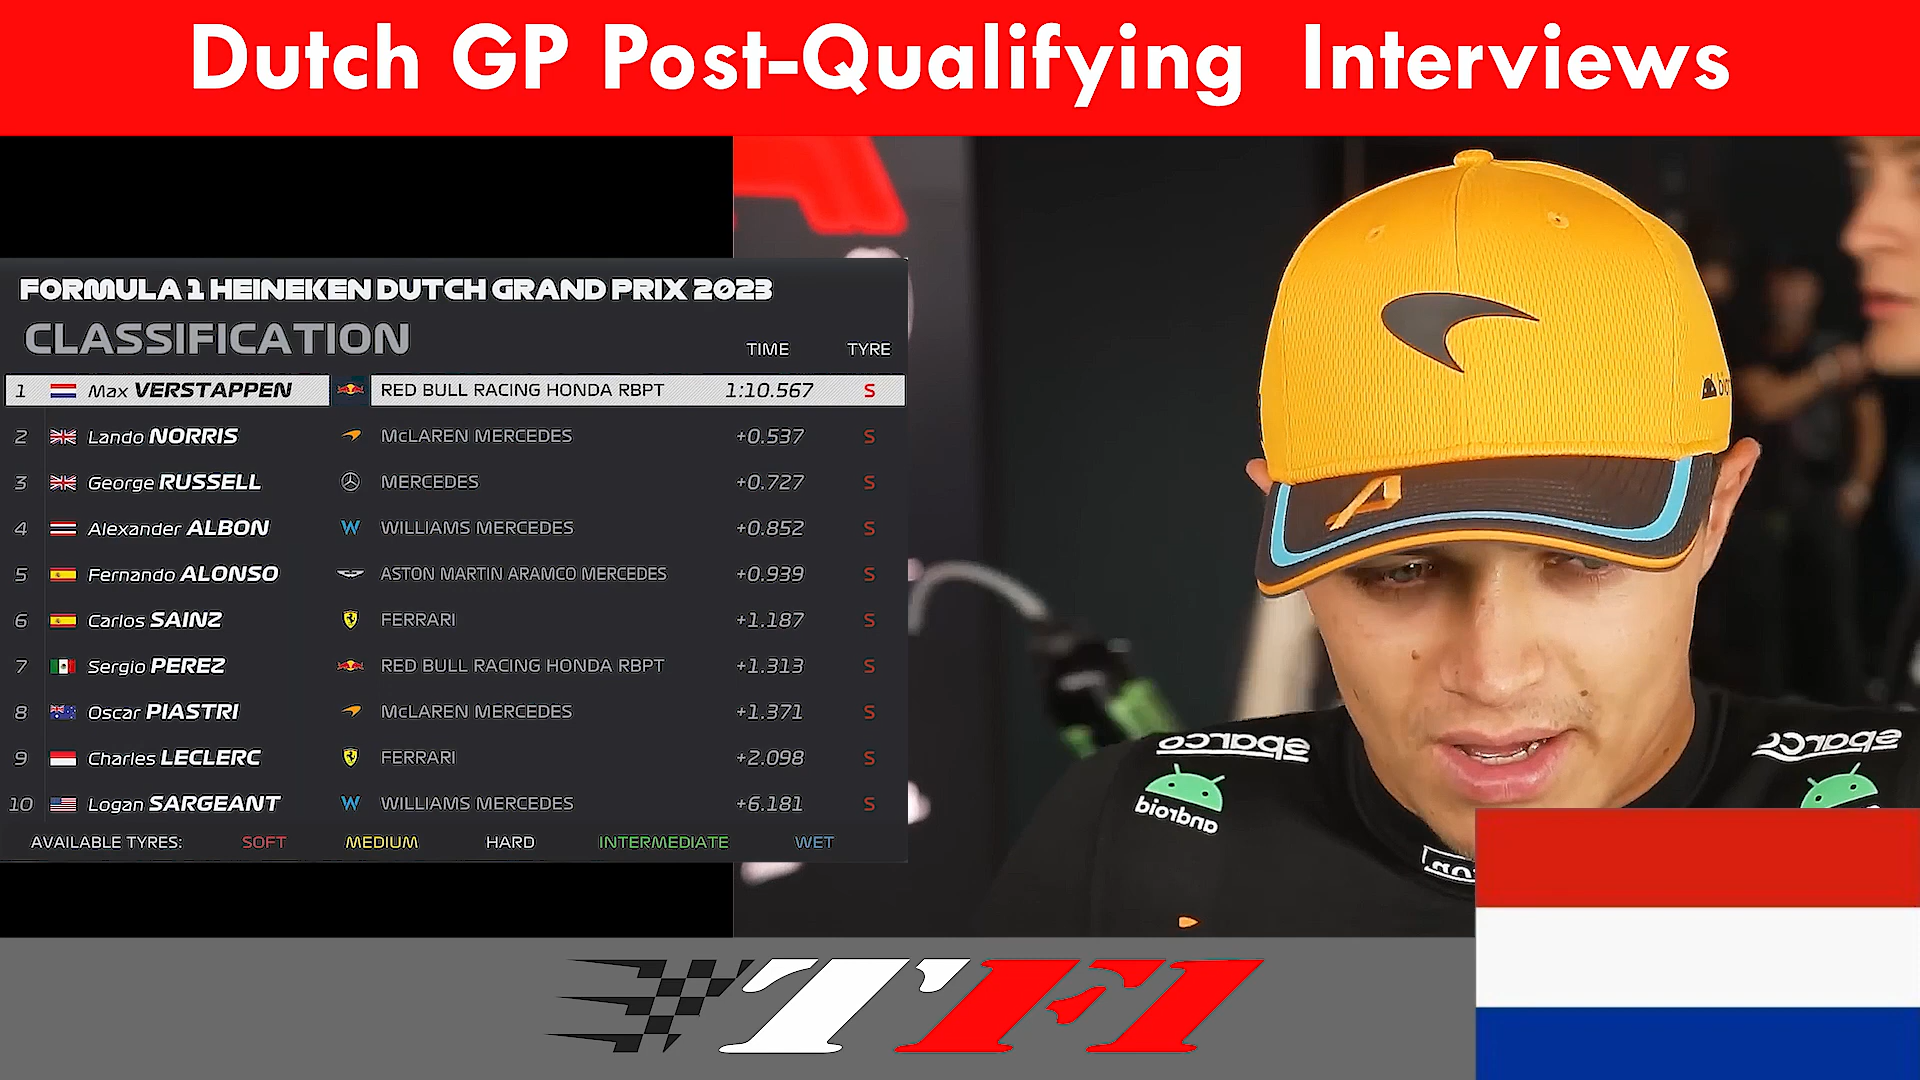 Dutch GP Post-Qualifying Interviews
FORMULA 1 HEINEKEN DUTCH GRAND PRIX 2023
CLASSIFICATION
TIME TYRE
1 Max VERSTAPPEN RED BULL RACING HONDA RBPT 1:10.567 S
2 Lando NORRIS McLAREN MERCEDES +0.537 S
3 George RUSSELL MERCEDES +0.727 S
4 Alexander ALBON W WILLIAMS MERCEDES +0.852 S
5 Fernando ALONSO ASTON MARTIN ARAMCO MERCEDES +0.939 S
6 Carlos SAINZ FERRARI +1.187 S
7 Sergio PEREZ RED BULL RACING HONDA RBPT +1.313 S
8 Oscar PIASTRI McLAREN MERCEDES +1.371 S
9 Charles LECLERC FERRARI +2.098 S
10 Logan SARGEANT W WILLIAMS MERCEDES +6.181 S
AVAILABLE TYRES: SOFT MEDIUM HARD INTERMEDIATE WET
sparco sparco
android
TF1